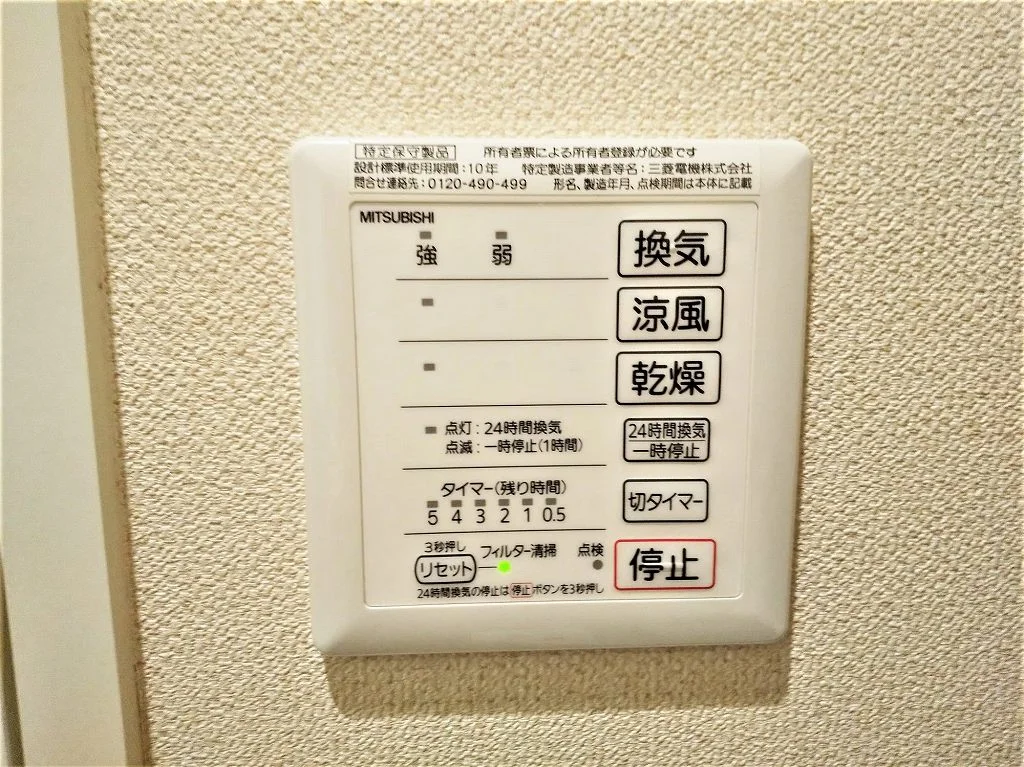 特定保守製品 所有者票による所有者登録が必要です
設計標準使用期間:10年 特定製造事業者等名:三菱電機株式会社
問合せ連絡先:0120-490-499 形名、製造年月、点検期間は本体に記載
MITSUBISHI
強 弱 換気
涼風
乾燥
点灯:24時間換気
点滅:一時停止(1時間)
24時間換気
一時停止
タイマー(残り時間)
5 4 3 2 1 0.5
切タイマー
3秒押し
リセット フィルター清掃 点検
停止
24時間換気の停止は停止ボタンを3秒押し